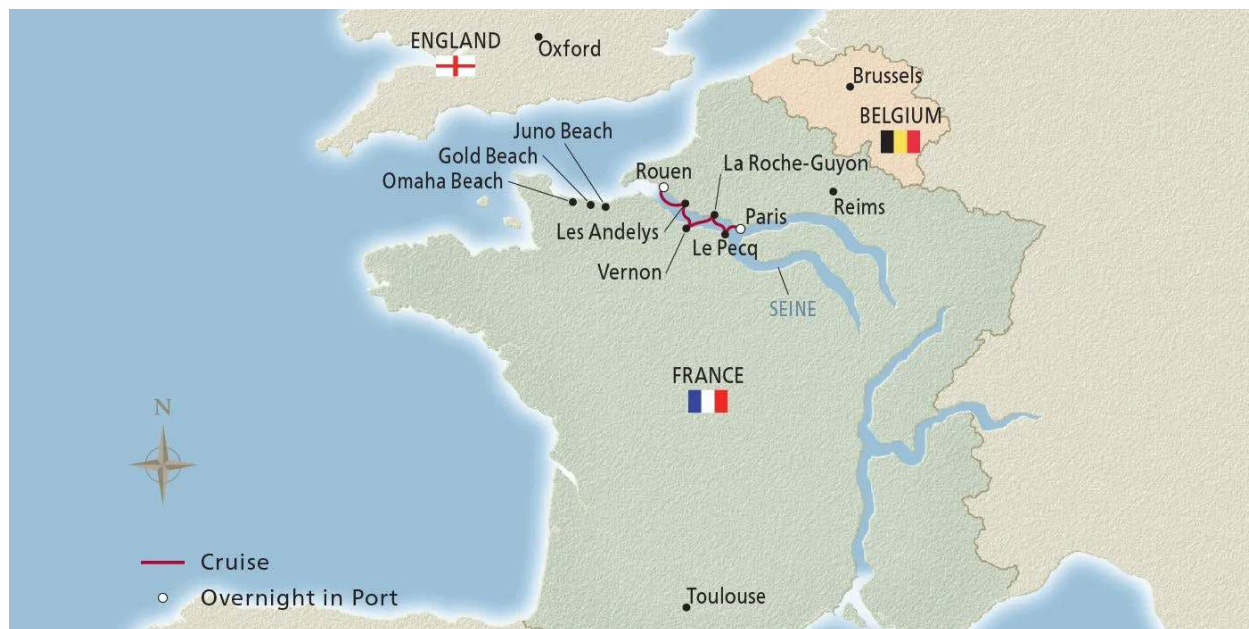 ENGLAND
Oxford
Brussels
BELGIUM
Juno Beach
Gold Beach
Omaha Beach
Rouen
La Roche-Guyon
Reims
Paris
Les Andelys
Le Pecq
Vernon
SEINE
FRANCE
N
Cruise
Overnight in Port
Toulouse